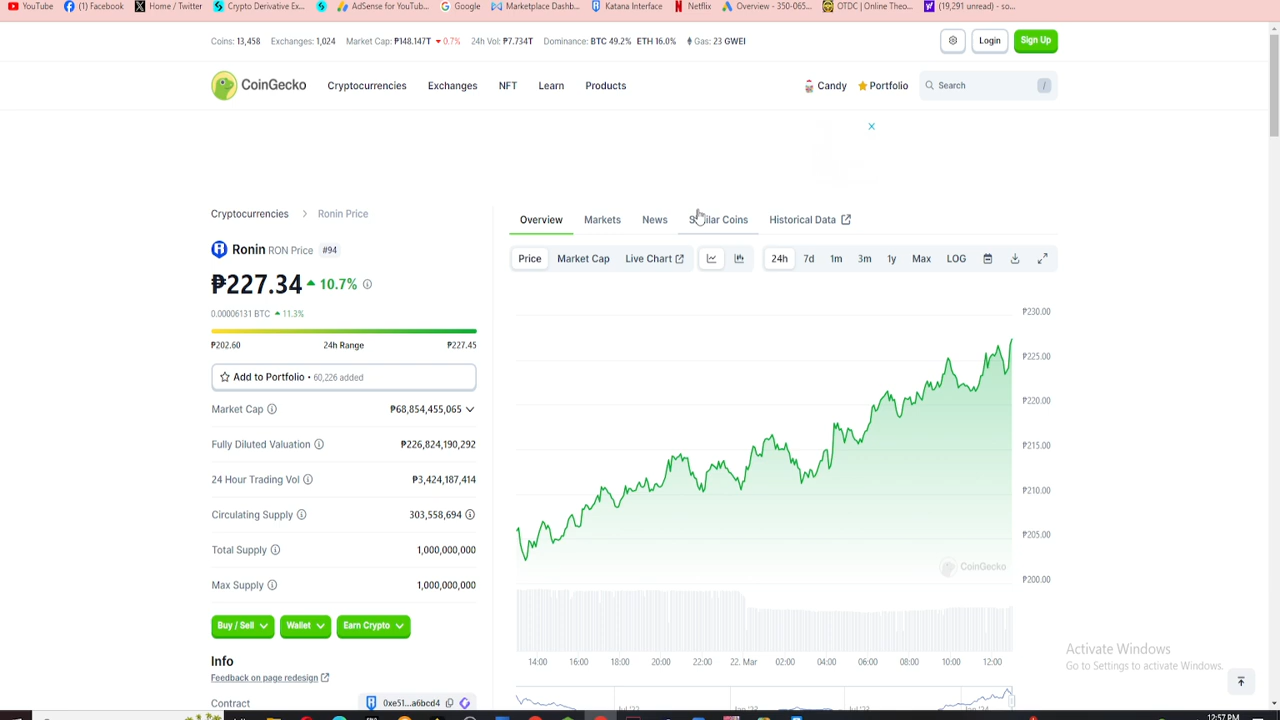 YouTube (1) Facebook Home / Twitter Crypto Derivative Ex... AdSense for YouTub... Google Marketplace Dashb... Katana Interface Netflix Overview - 350-065... OTDC | Online Theo... (19,291 unread) - so...
Coins: 13,458 Exchanges: 1,024 Market Cap: ₱148.147T 0.7% 24h Vol: ₱7.734T Dominance: BTC 49.2% ETH 16.0% Gas: 23 GWEI
Login Sign Up
CoinGecko Cryptocurrencies Exchanges NFT Learn Products Candy Portfolio Search /
Cryptocurrencies Ronin Price
Overview Markets News Coins Historical Data
Ronin RON Price #94
Price Market Cap Live Chart 24h 7d 1m 3m 1y Max LOG
₱227.34 10.7%
0.00006131 BTC 11.3%
₱202.60 24h Range ₱227.45
Add to Portfolio • 60,226 added
Market Cap ₱68,854,455,065
Fully Diluted Valuation ₱226,824,190,292
24 Hour Trading Vol ₱3,424,187,414
Circulating Supply 303,558,694
Total Supply 1,000,000,000
Max Supply 1,000,000,000
Buy / Sell Wallet Earn Crypto
Info
Feedback on page redesign
Contract 0xe51...a6bcd4
₱230.00
₱225.00
₱220.00
₱215.00
₱210.00
₱205.00
₱200.00
CoinGecko
14:00 16:00 18:00 20:00 22:00 22. Mar 02:00 04:00 06:00 08:00 10:00 12:00
Activate Windows
Go to Settings to activate Windows.
12:57 PM